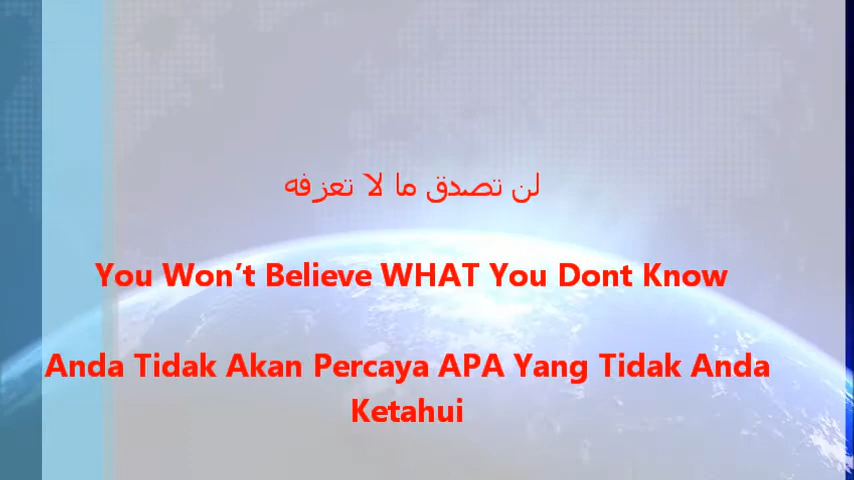 لن تصدق ما لا تعزفه
You Won't Believe WHAT You Dont Know
Anda Tidak Akan Percaya APA Yang Tidak Anda
Ketahui